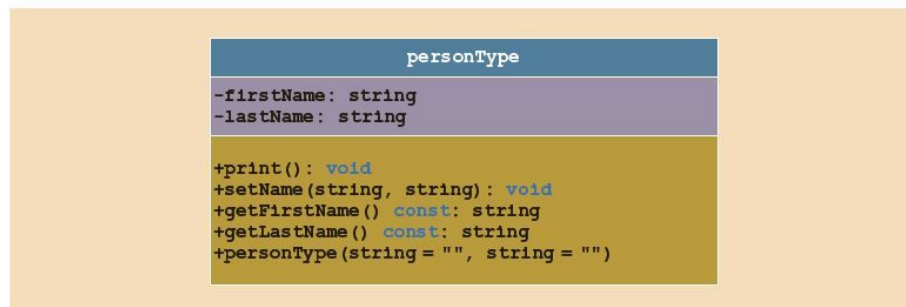 personType
-firstName: string
-lastName: string
+print(): void
+setName(string, string): void
+getFirstName() const: string
+getLastName() const: string
+personType(string = "", string = "")